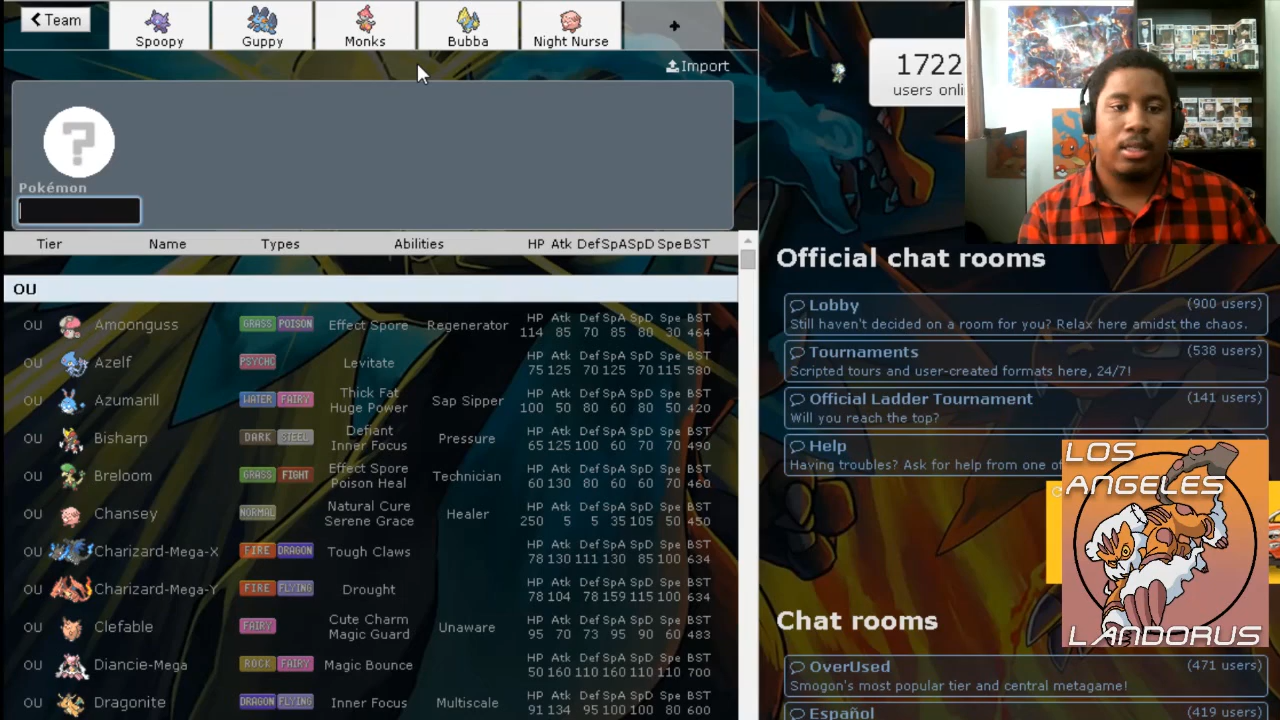 Team
Spoopy
Guppy
Monks
Bubba
Night Nurse
+
Import
Pokémon
Tier Name Types Abilities HP Atk Def SpA SpD Spe BST
OU
OU Amoonguss GRASS POISON Effect Spore Regenerator HP 114 Atk 85 Def 70 SpA 85 SpD 80 Spe 30 BST 464
OU Azelf PSYCHC Levitate HP 75 Atk 125 Def 70 SpA 125 SpD 70 Spe 115 BST 580
OU Azumarill WATER FAIRY Thick Fat Huge Power Sap Sipper HP 100 Atk 50 Def 80 SpA 60 SpD 80 Spe 50 BST 420
OU Bisharp DARK STEEL Defiant Inner Focus Pressure HP 65 Atk 125 Def 100 SpA 60 SpD 70 Spe 70 BST 490
OU Breloom GRASS FIGHT Effect Spore Poison Heal Technician HP 60 Atk 130 Def 80 SpA 60 SpD 60 Spe 70 BST 460
OU Chansey NORMAL Natural Cure Serene Grace Healer HP 250 Atk 5 Def 5 SpA 35 SpD 105 Spe 50 BST 450
OU Charizard-Mega-X FIRE DRAGON Tough Claws HP 78 Atk 130 Def 111 SpA 130 SpD 85 Spe 100 BST 634
OU Charizard-Mega-Y FIRE FLYING Drought HP 78 Atk 104 Def 78 SpA 159 SpD 115 Spe 100 BST 634
OU Clefable FAIRY Cute Charm Magic Guard Unaware HP 95 Atk 70 Def 73 SpA 95 SpD 90 Spe 60 BST 483
OU Diancie-Mega ROCK FAIRY Magic Bounce HP 50 Atk 160 Def 110 SpA 160 SpD 110 Spe 110 BST 700
OU Dragonite DRAGON FLYING Inner Focus Multiscale HP 91 Atk 134 Def 95 SpA 100 SpD 100 Spe 80 BST 600
1722
users onli
Official chat rooms
Lobby (900 users)
Still haven't decided on a room for you? Relax here amidst the chaos.
Tournaments (538 users)
Scripted tours and user-created formats here, 24/7!
Official Ladder Tournament (141 users)
Will you reach the top?
Help
Having troubles? Ask for help from one of
LOS
ANGELES
LANDORUS
Chat rooms
OverUsed (471 users)
Smogon's most popular tier and central metagame!
Español (419 users)